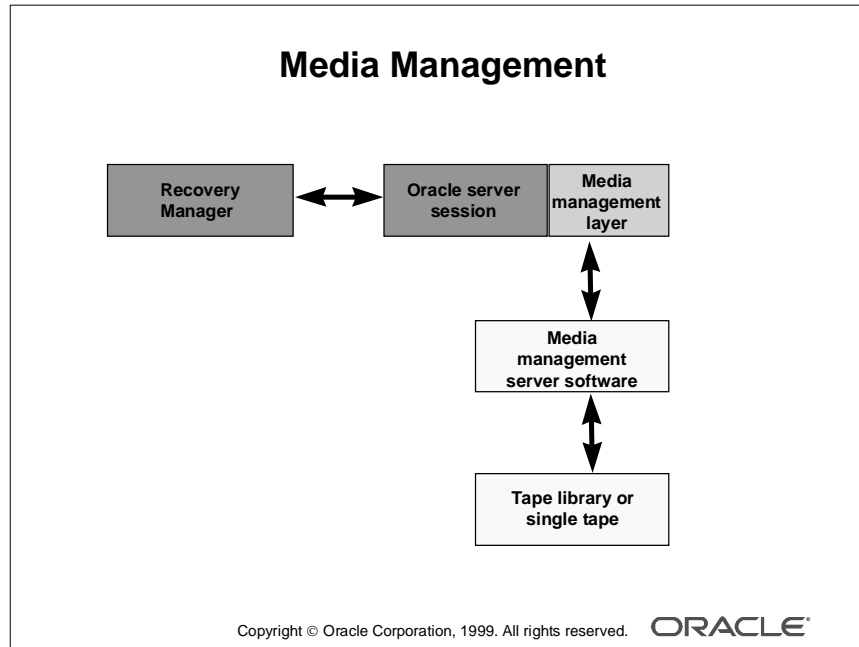 Media Management
Recovery
Manager
Oracle server
session
Media
management
layer
Media
management
server software
Tape library or
single tape
Copyright © Oracle Corporation, 1999. All rights reserved.
ORACLE®